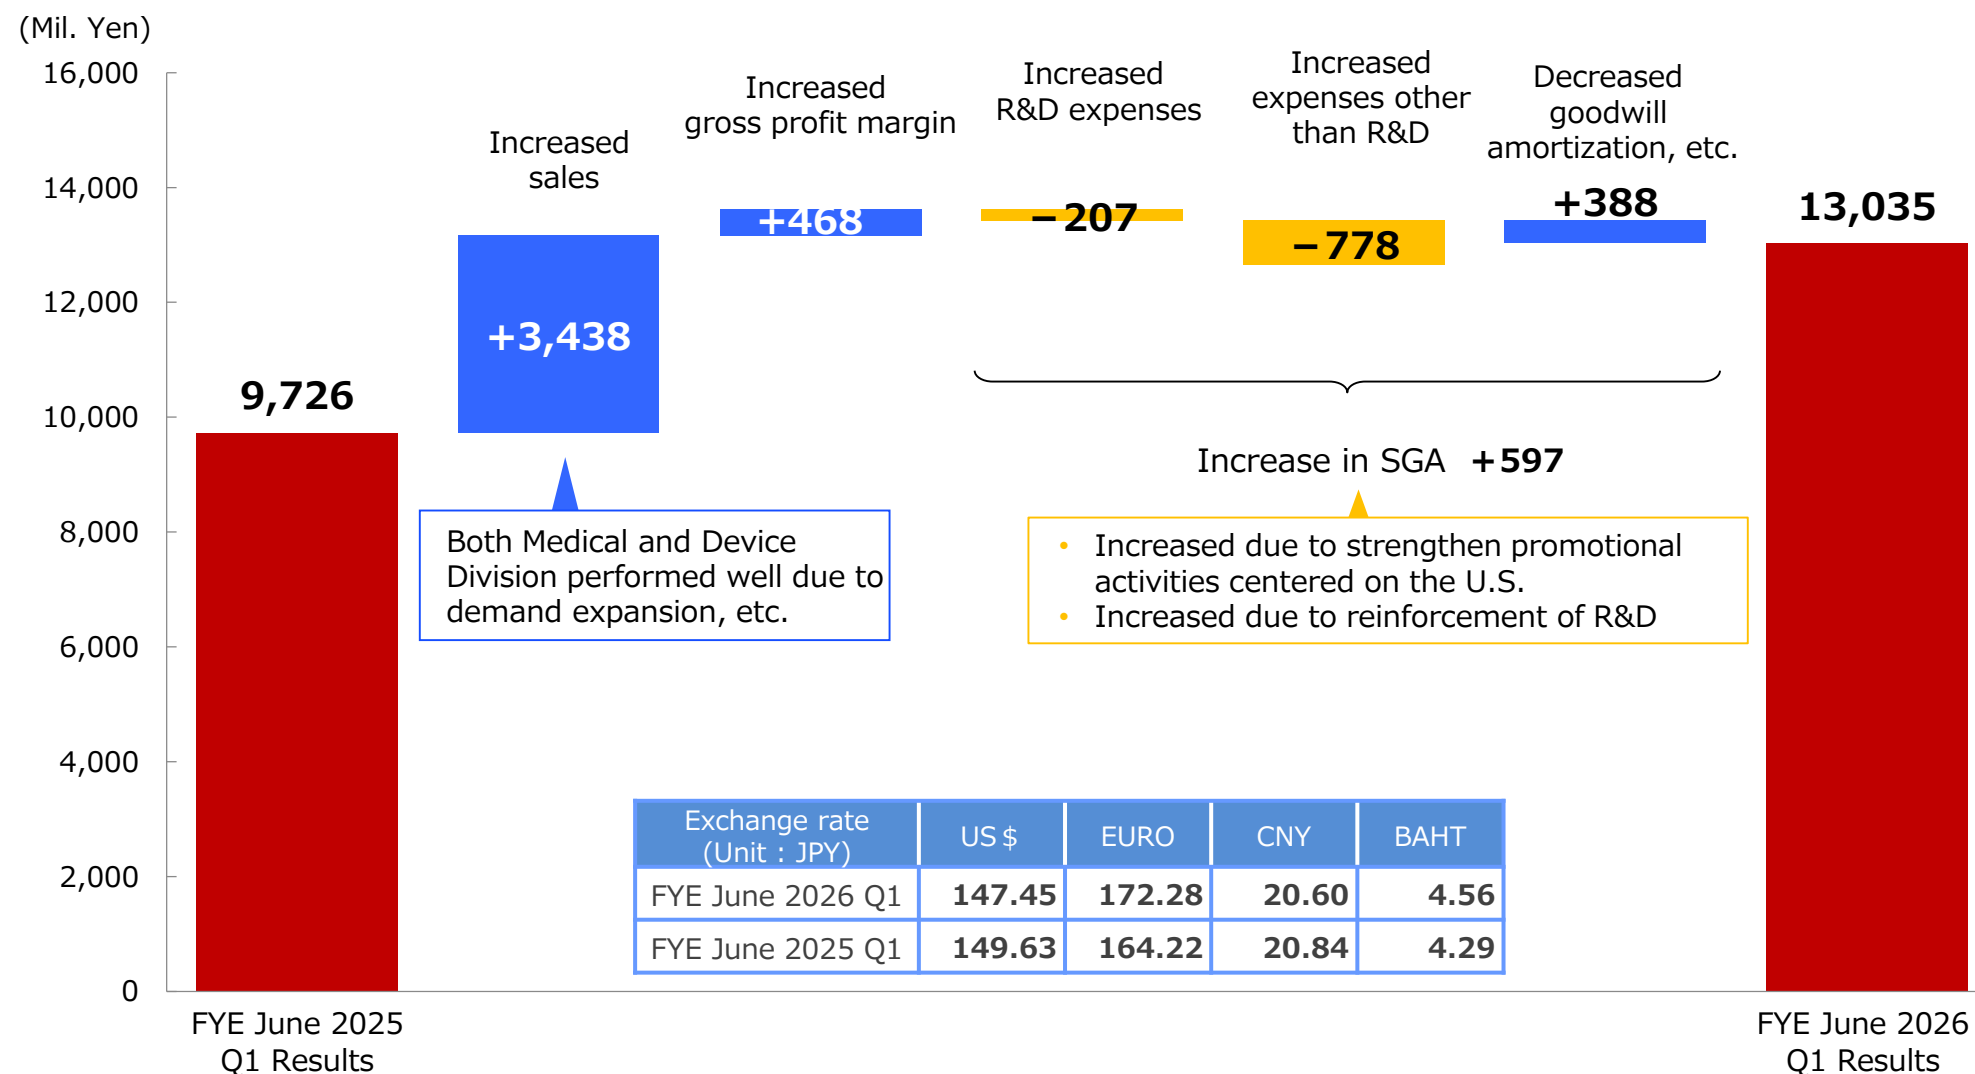 (Mil. Yen)
16,000
14,000
12,000
10,000
8,000
6,000
4,000
2,000
0
9,726
FYE June 2025
Q1 Results
Increased
sales
+3,438
Both Medical and Device
Division performed well due to
demand expansion, etc.
Increased
gross profit margin
+468
Increased
R&D expenses
−207
Increased
expenses other
than R&D
−778
Decreased
goodwill
amortization, etc.
+388
Increase in SGA +597
• Increased due to strengthen promotional
activities centered on the U.S.
• Increased due to reinforcement of R&D
13,035
FYE June 2026
Q1 Results
Exchange rate
(Unit : JPY)
US $ EURO CNY BAHT
FYE June 2026 Q1 147.45 172.28 20.60 4.56
FYE June 2025 Q1 149.63 164.22 20.84 4.29